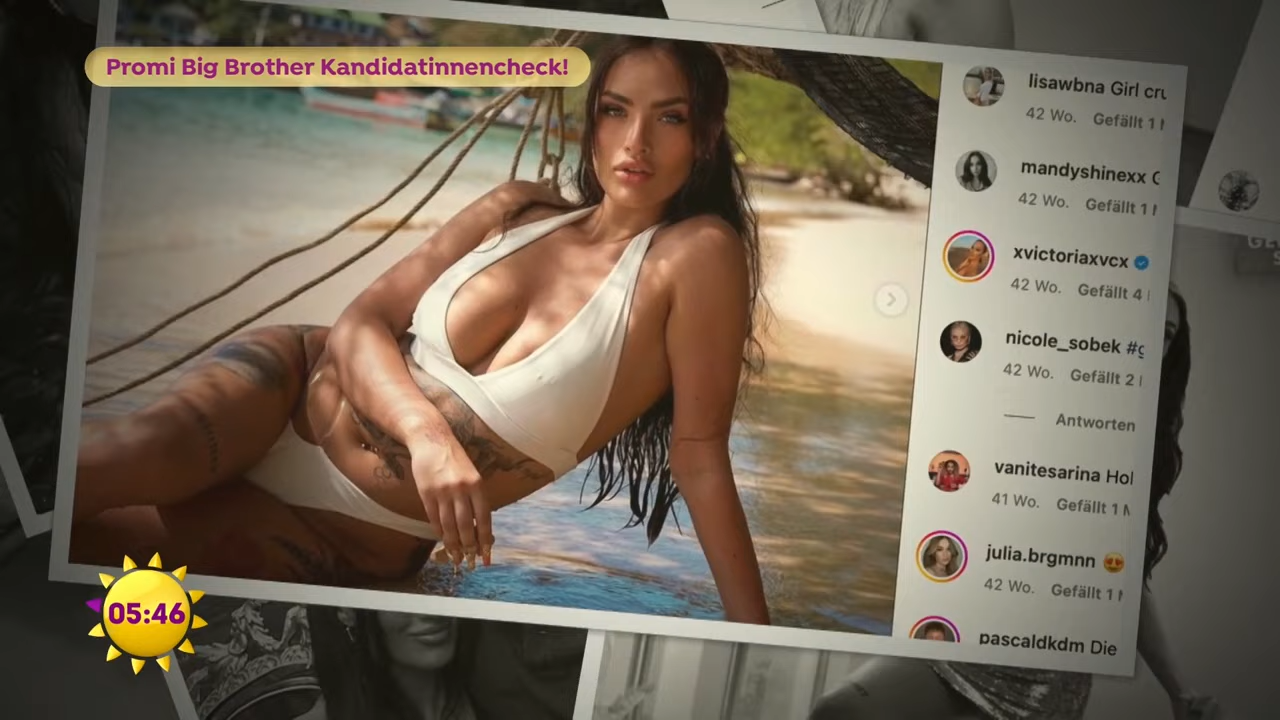 Promi Big Brother Kandidatinnencheck!
lisawbna Girl
42 Wo. Gefällt 1
mandyshinexx
42 Wo. Gefällt 1
xvictoriaxvcx
42 Wo. Gefällt 4
nicole_sobek
42 Wo. Gefällt 2
Antworten
vanitesarina
41 Wo. Gefällt 1
julia.brgmnn 😍
42 Wo. Gefällt 1
pascaldkdm Die
05:46